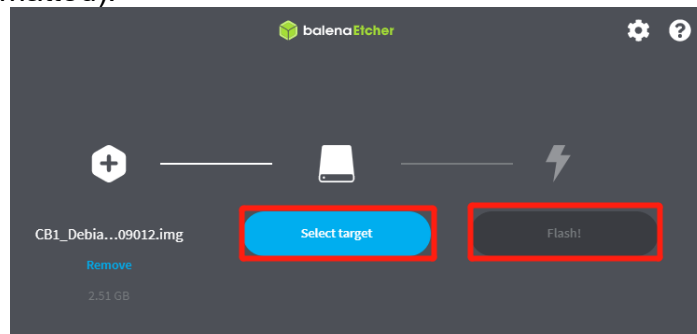 balenaEtcher
CB1_Debia...09012.img
Select target
Flash!
Remove
2.51 GB